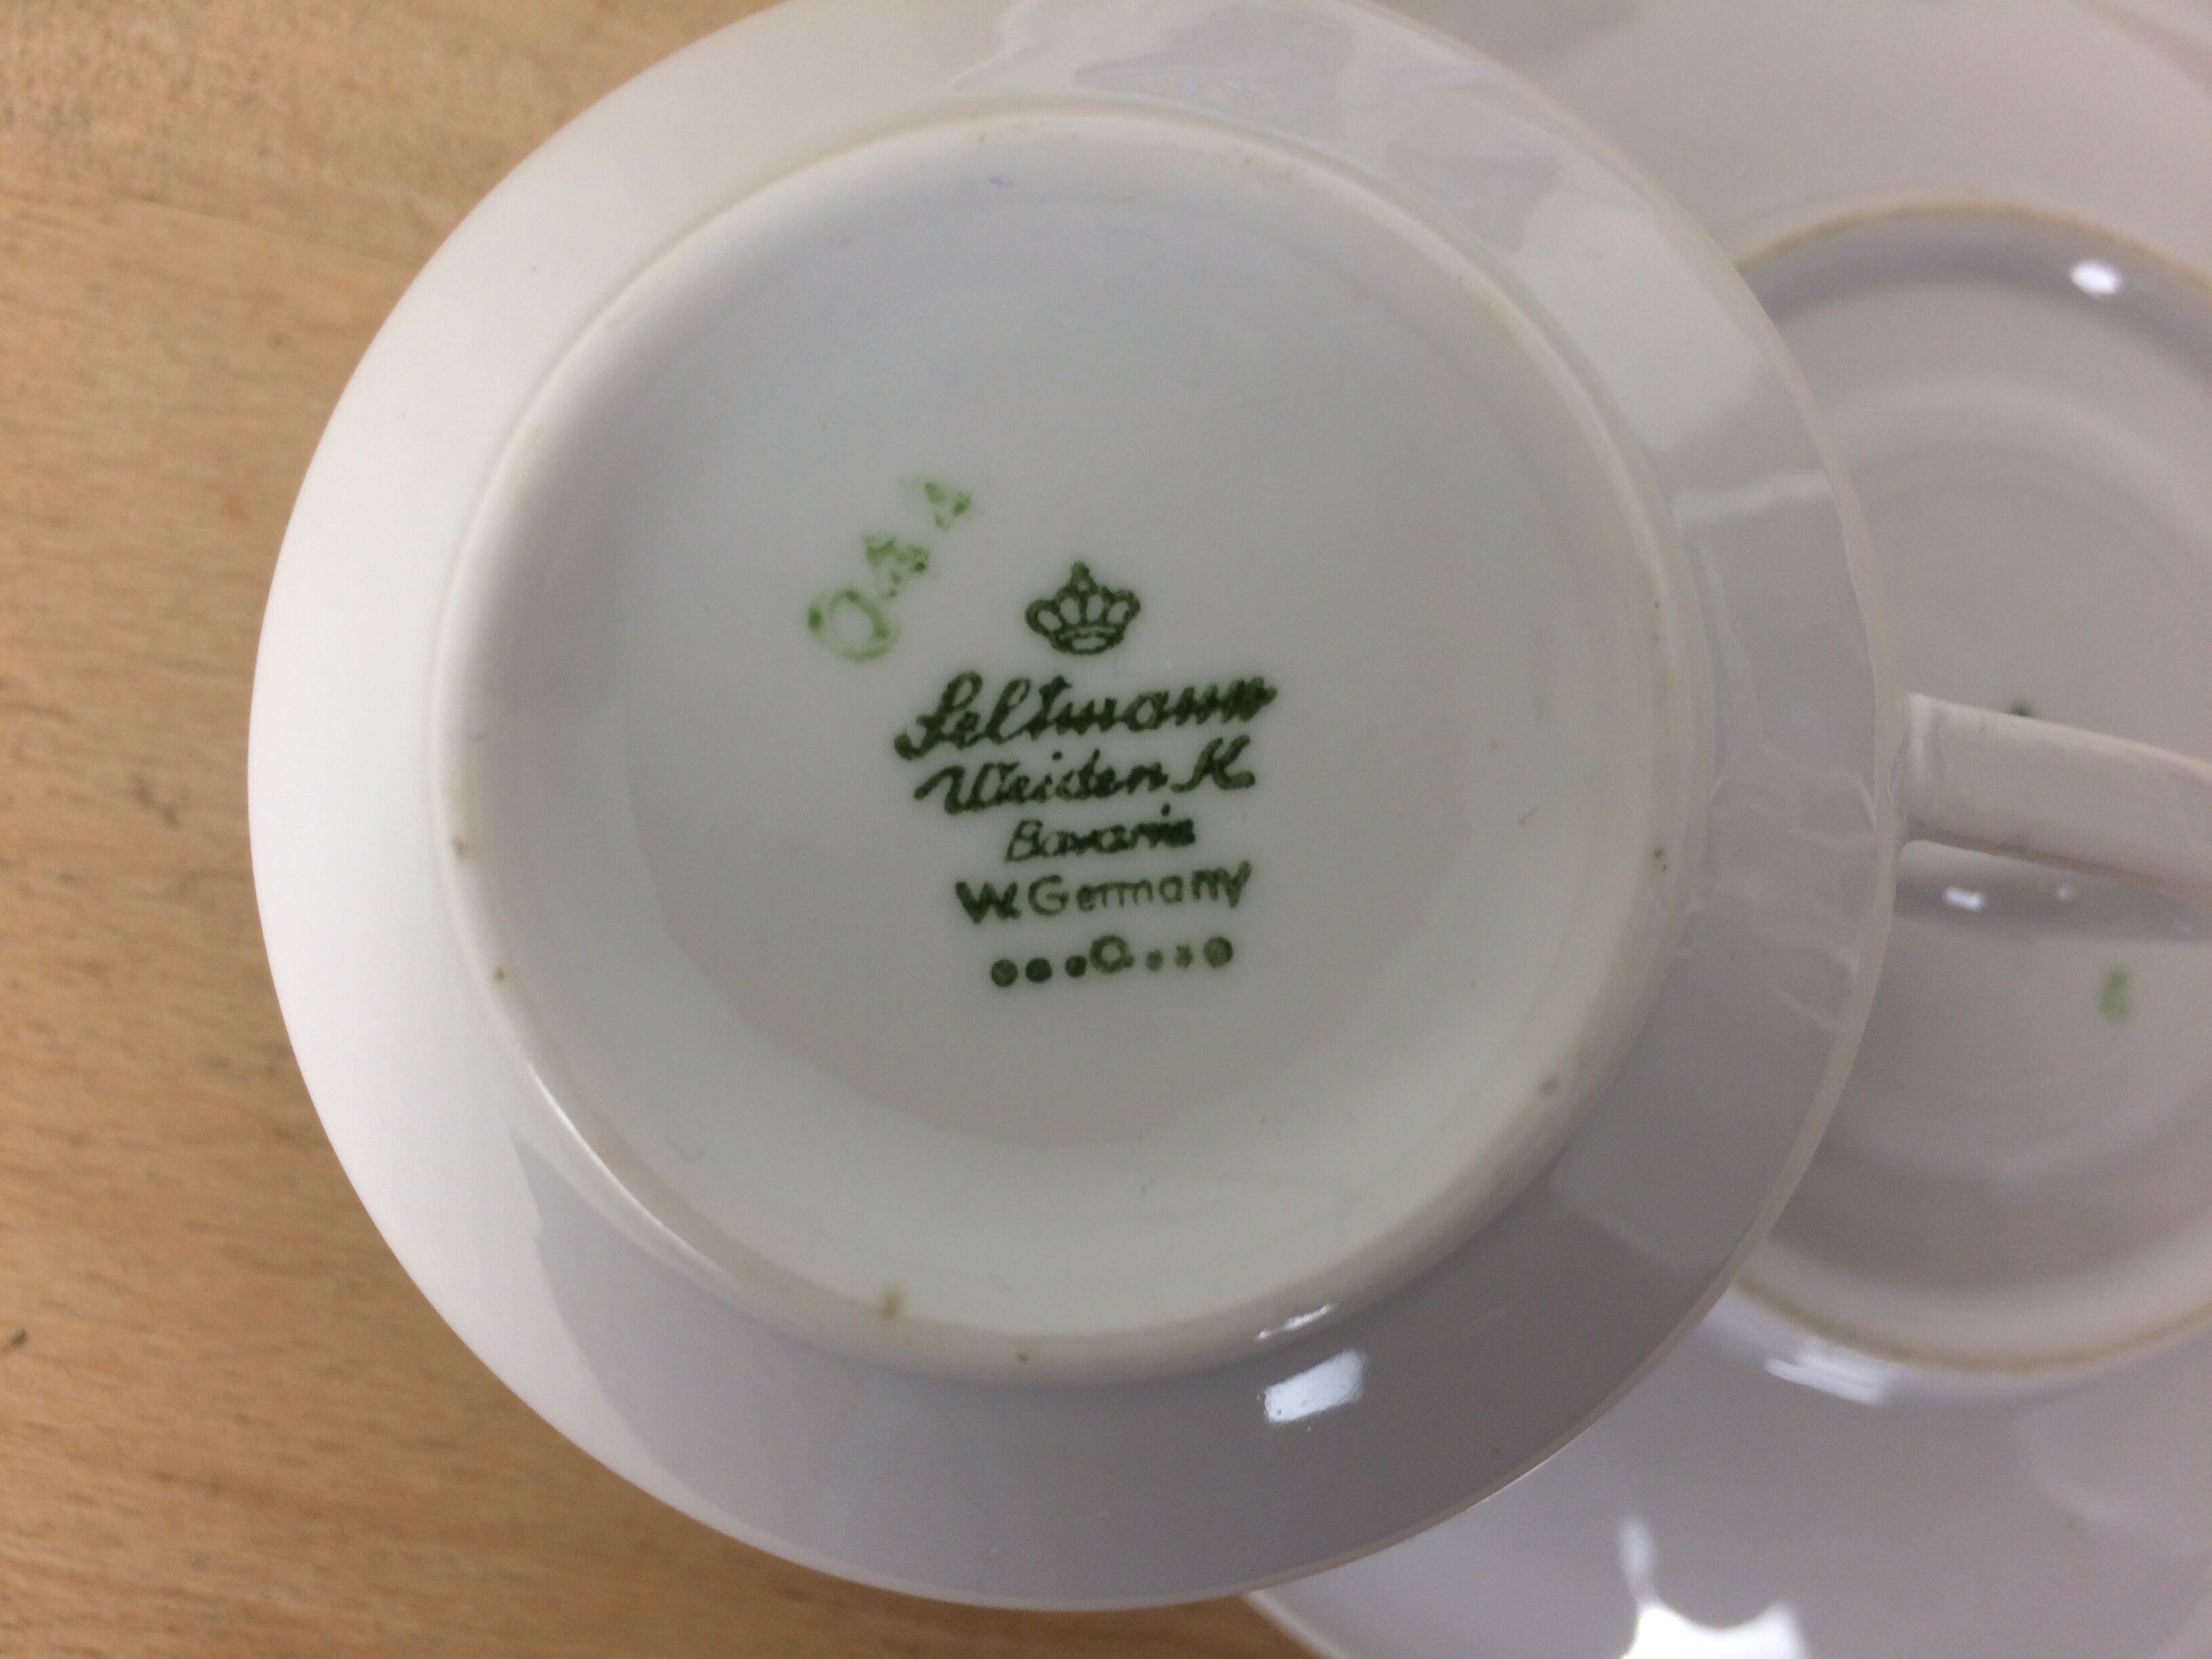 Seltmann
Weiden K
Bavaria
W. Germany